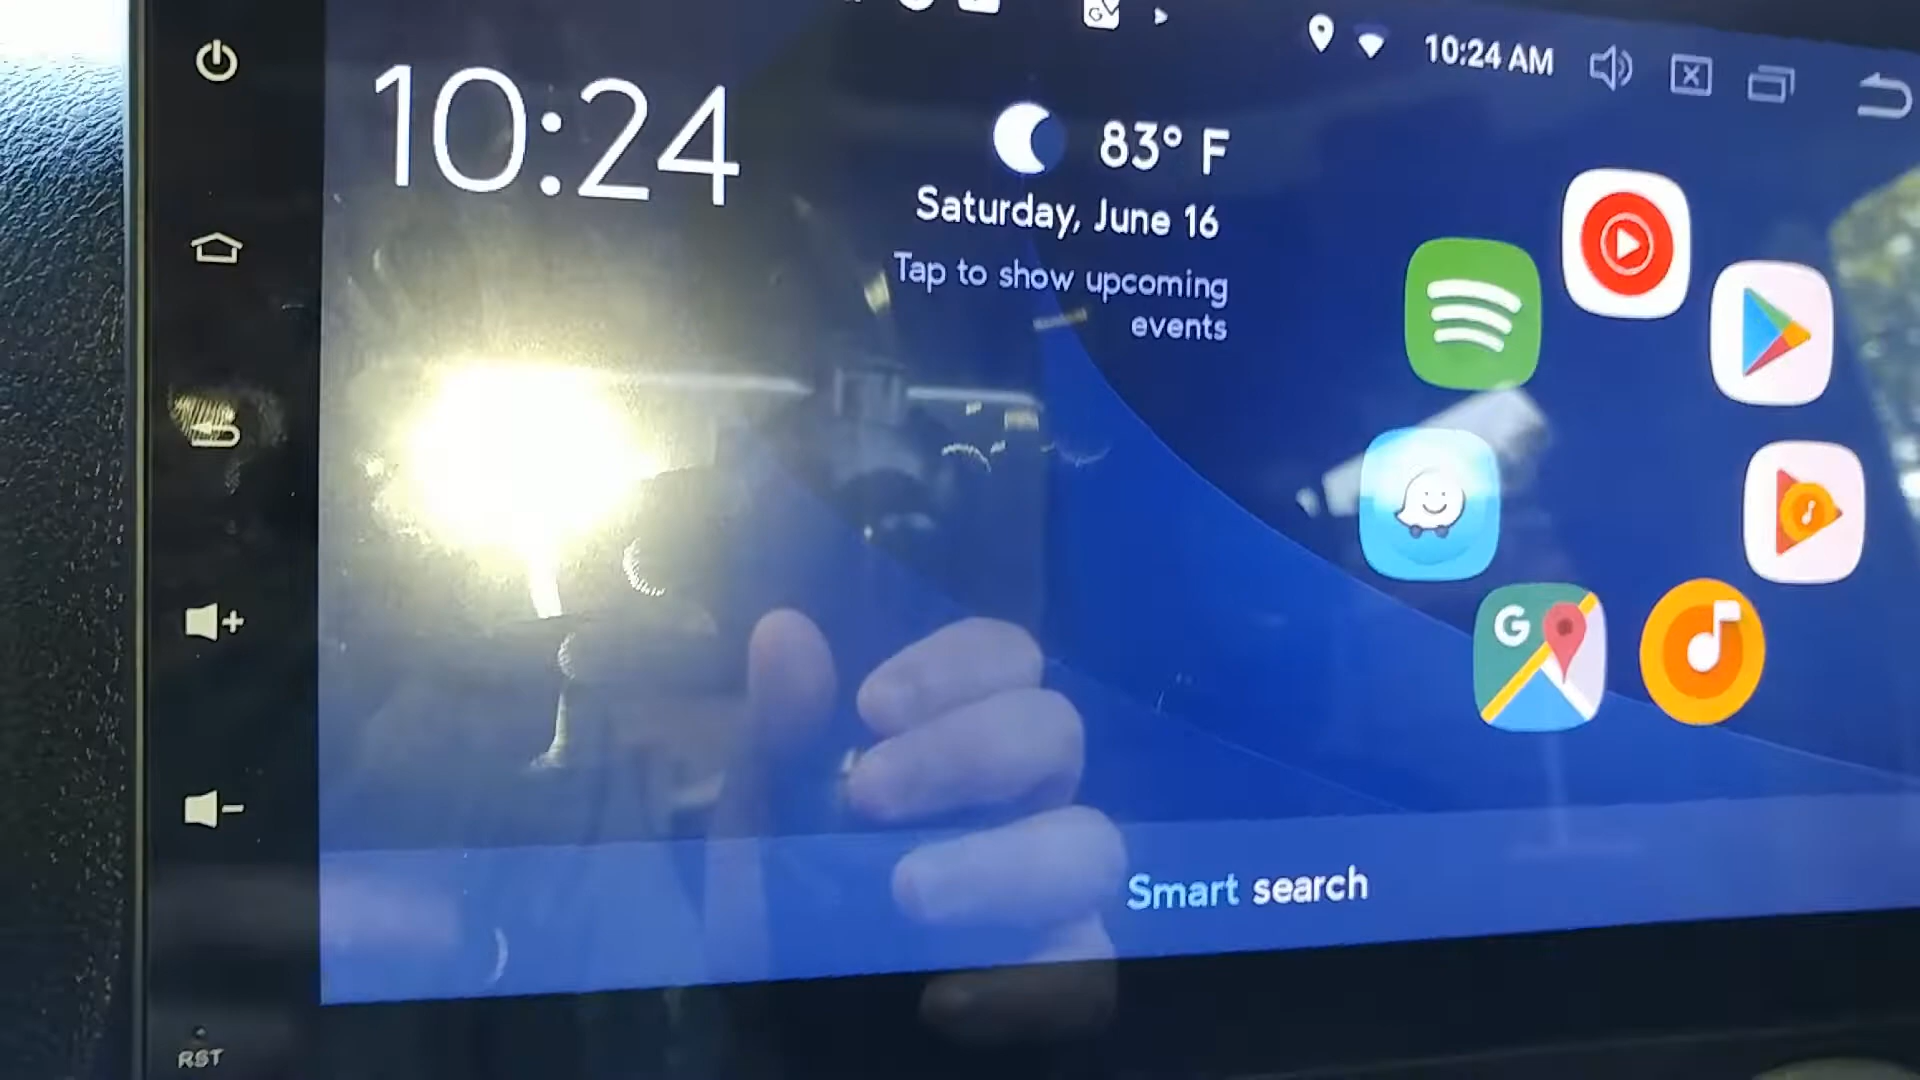 10:24 AM
10:24
83° F
Saturday, June 16
Tap to show upcoming
events
G
Smart search
RST